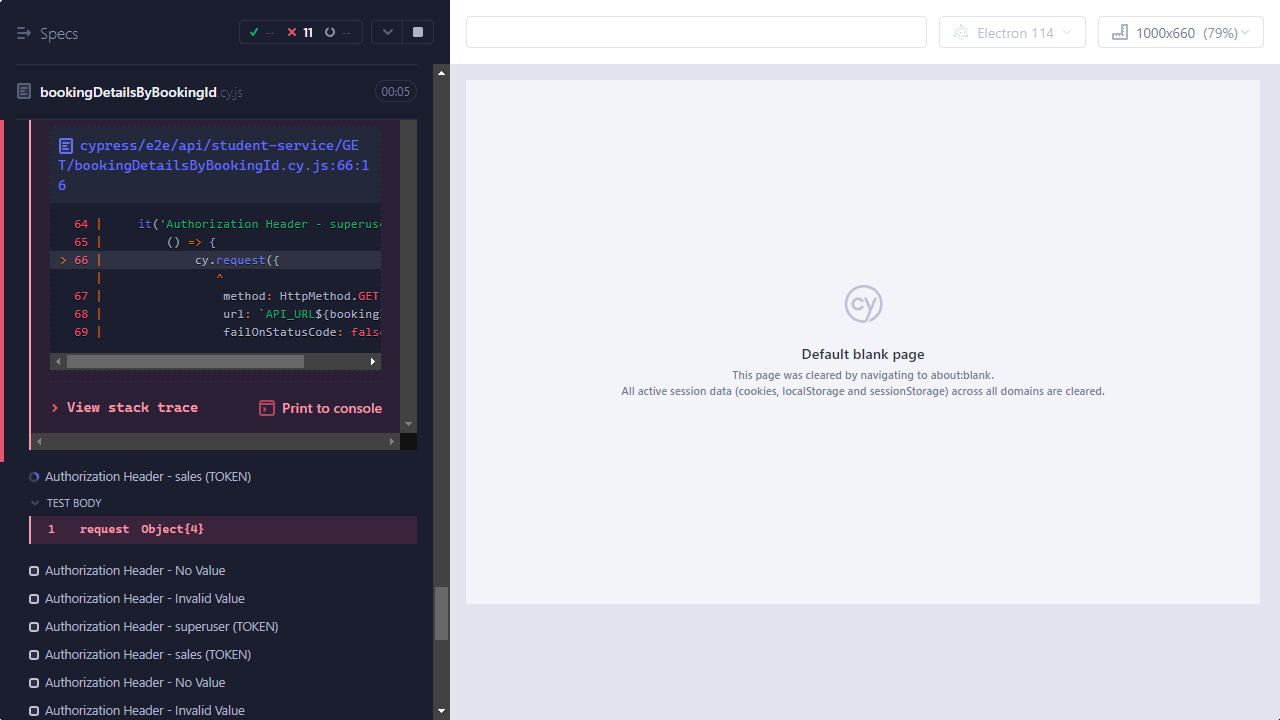 Specs
-- 11 --
Electron 114
1000x660 (79%)
bookingDetailsByBookingId.cy.js
00:05
cypress/e2e/api/student-service/GE
T/bookingDetailsByBookingId.cy.js:66:1
6
64 | it('Authorization Header - superuse
65 | () => {
> 66 | cy.request({
| ^
67 | method: HttpMethod.GET
68 | url: `API_URL${booking
69 | failOnStatusCode: false
View stack trace
Print to console
Authorization Header - sales (TOKEN)
TEST BODY
1 request Object{4}
Authorization Header - No Value
Authorization Header - Invalid Value
Authorization Header - superuser (TOKEN)
Authorization Header - sales (TOKEN)
Authorization Header - No Value
Authorization Header - Invalid Value
cy
Default blank page
This page was cleared by navigating to about:blank.
All active session data (cookies, localStorage and sessionStorage) across all domains are cleared.